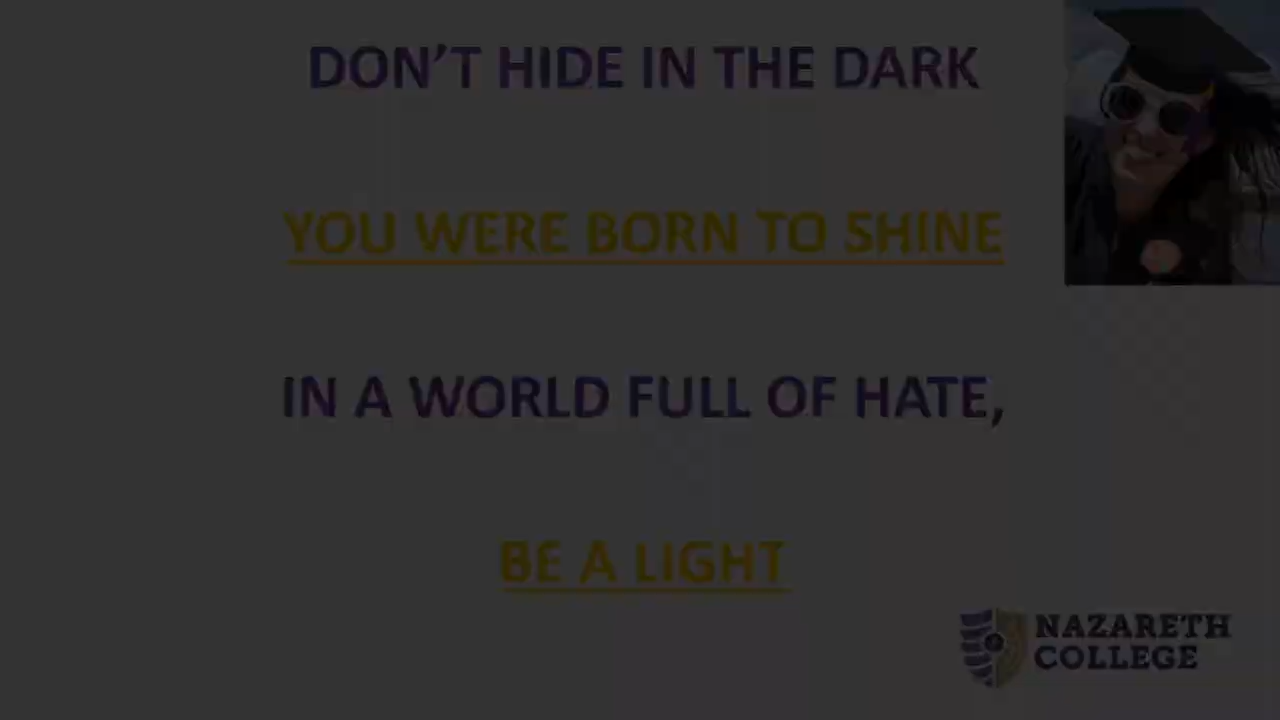 DON'T HIDE IN THE DARK
YOU WERE BORN TO SHINE
IN A WORLD FULL OF HATE,
BE A LIGHT
NAZARETH
COLLEGE